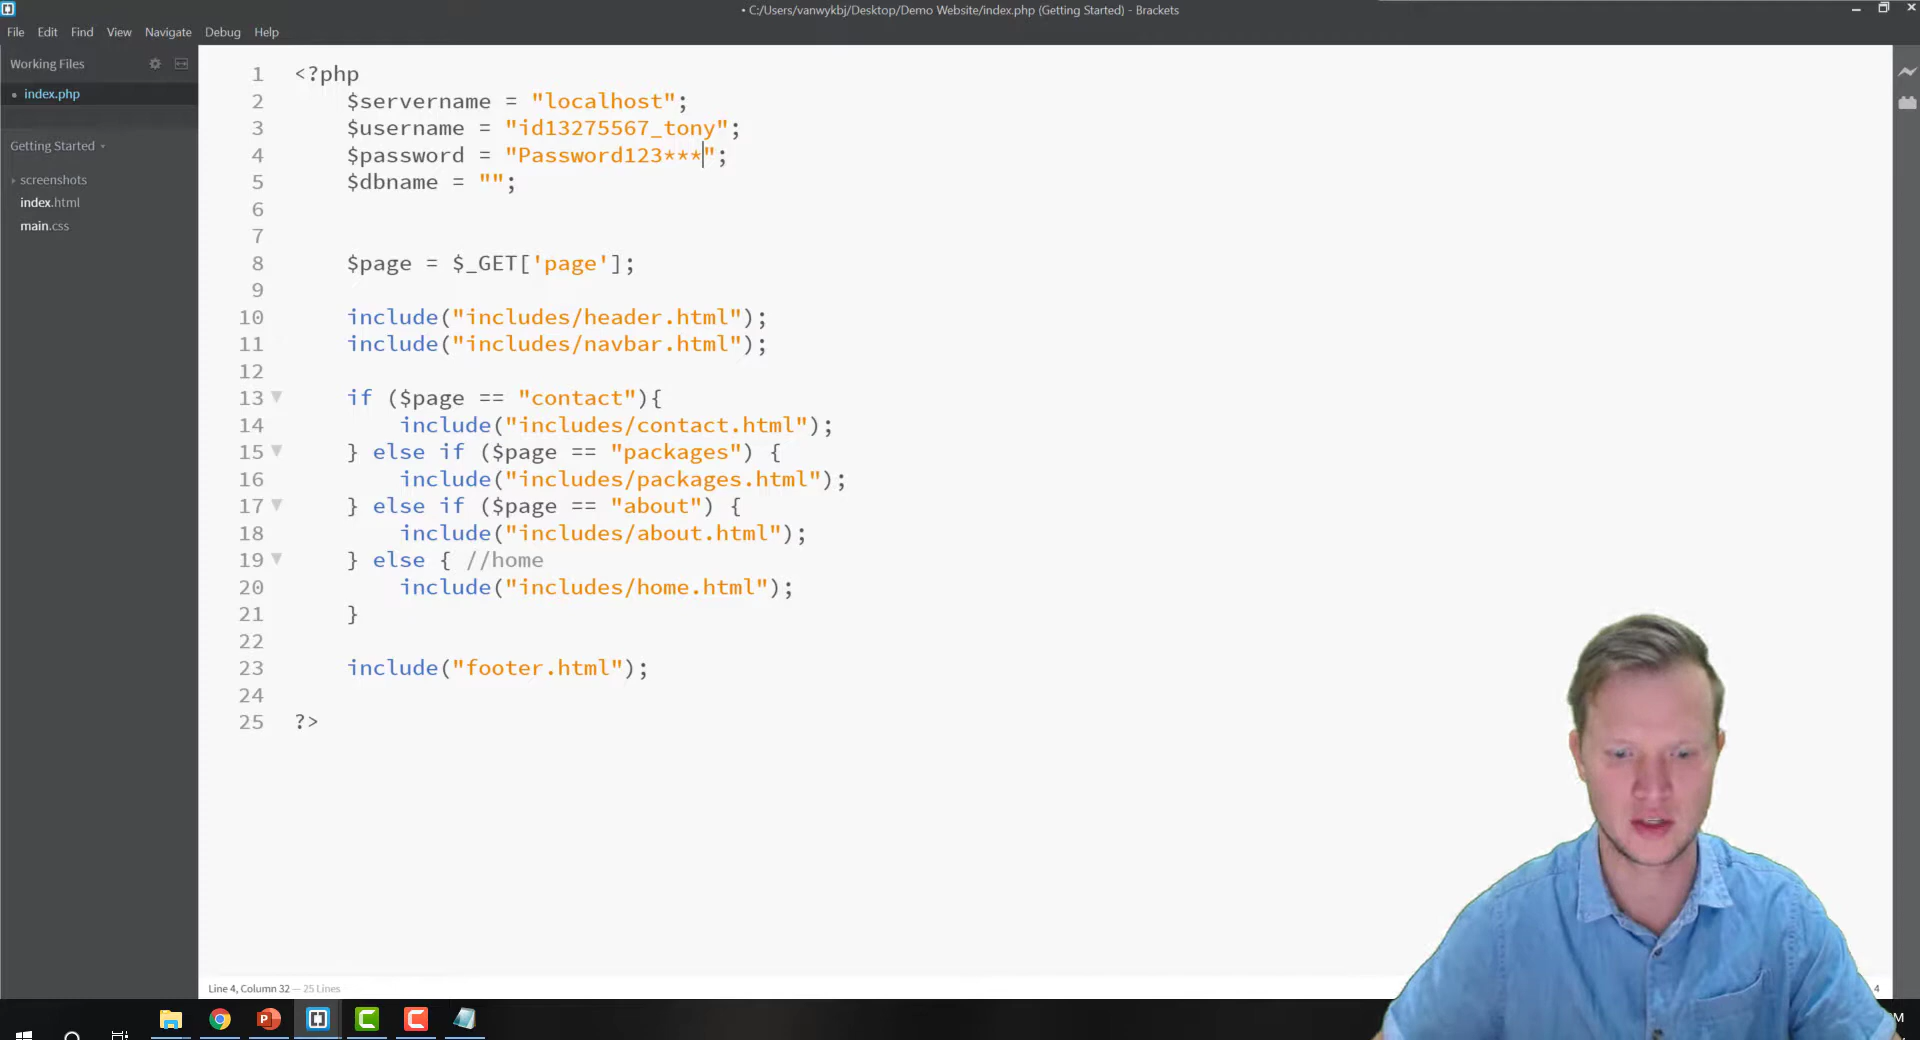 • C:/Users/vanwykbj/Desktop/Demo Website/index.php (Getting Started) - Brackets
File Edit Find View Navigate Debug Help
Working Files
index.php
Getting Started
screenshots
index.html
main.css
1 <?php
2 $servername = "localhost";
3 $username = "id13275567_tony";
4 $password = "Password123***";
5 $dbname = "";
6
7
8 $page = $_GET['page'];
9
10 include("includes/header.html");
11 include("includes/navbar.html");
12
13 if ($page == "contact"){
14 include("includes/contact.html");
15 } else if ($page == "packages") {
16 include("includes/packages.html");
17 } else if ($page == "about") {
18 include("includes/about.html");
19 } else { //home
20 include("includes/home.html");
21 }
22
23 include("footer.html");
24
25 ?>
Line 4, Column 32 — 25 Lines